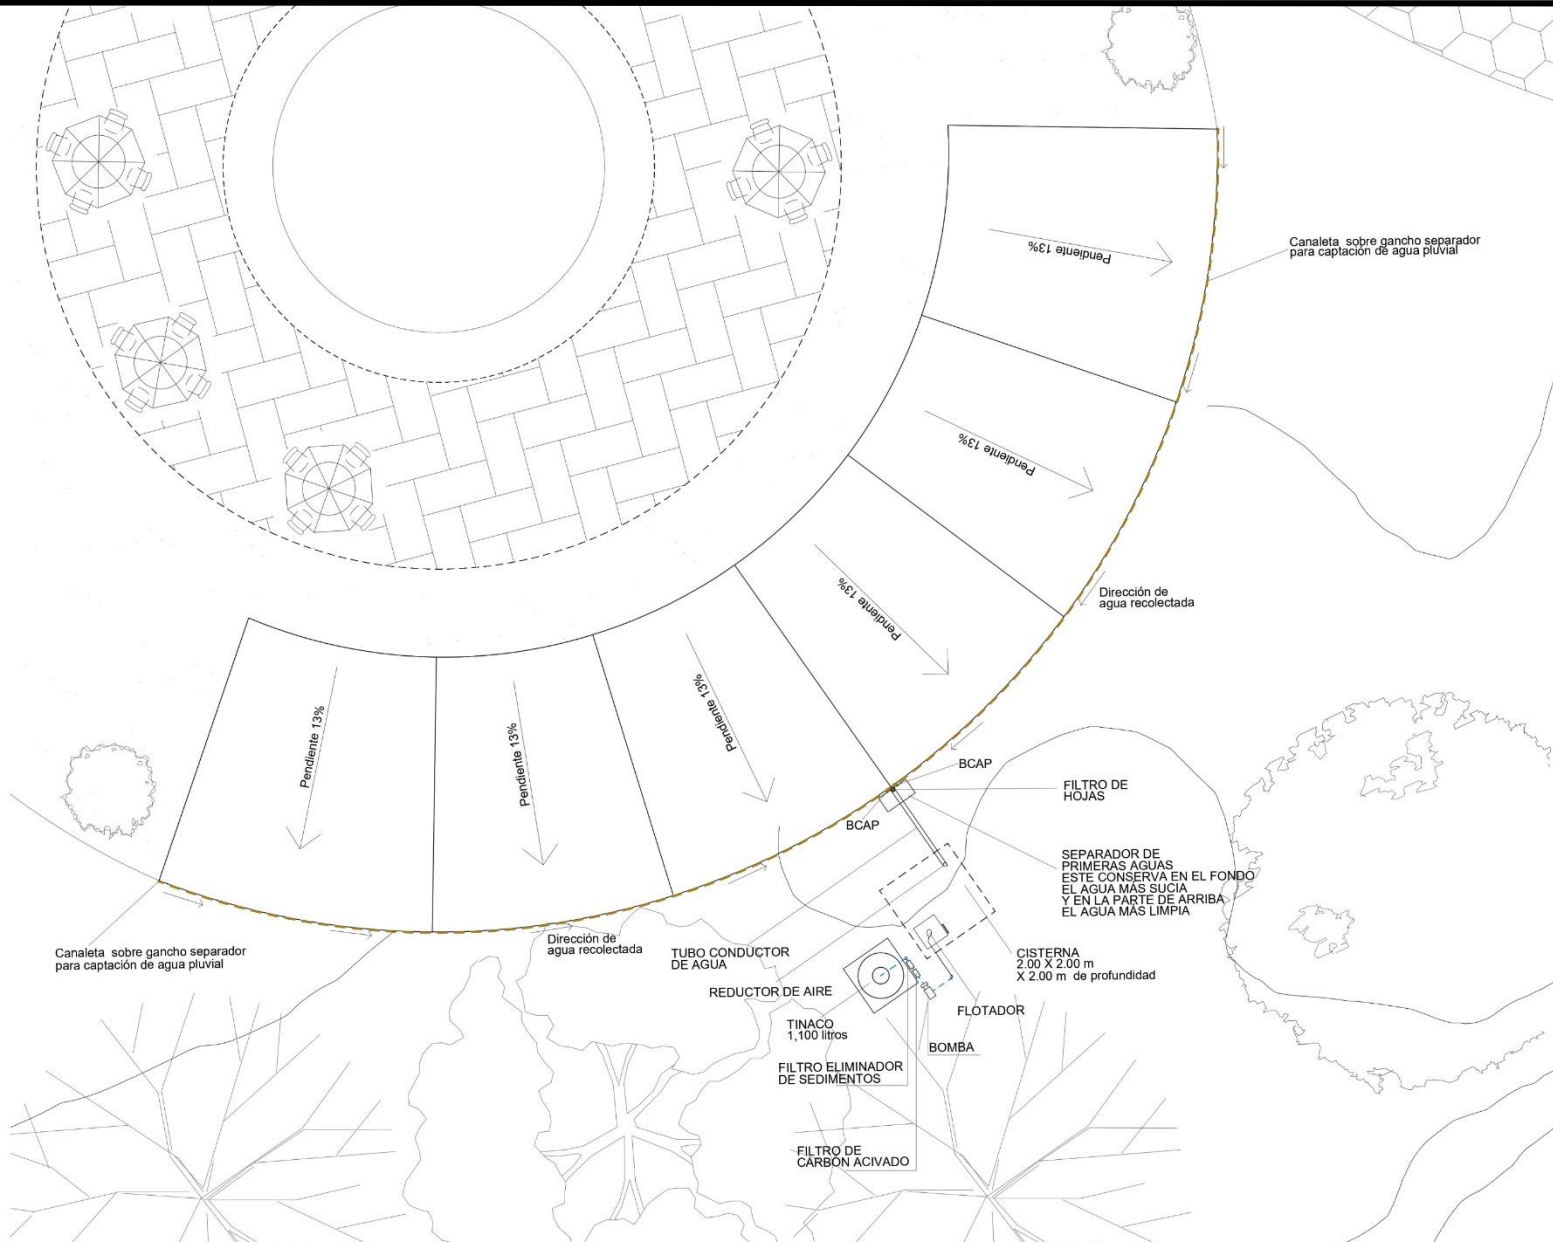 Canaleta sobre gancho separador
para captación de agua pluvial
Pendiente 13%
Pendiente 13%
Pendiente 13%
Dirección de
agua recolectada
Pendiente 13%
Pendiente 13%
Pendiente 13%
Pendiente 13%
BCAP
FILTRO DE
HOJAS
BCAP
SEPARADOR DE
PRIMERAS AGUAS
ESTE CONSERVA EN EL FONDO
EL AGUA MÁS SUCIA
Y EN LA PARTE DE ARRIBA
EL AGUA MÁS LIMPIA
Canaleta sobre gancho separador
para captación de agua pluvial
Dirección de
agua recolectada
TUBO CONDUCTOR
DE AGUA
CISTERNA
2.00 X 2.00 m
X 2.00 m de profundidad
REDUCTOR DE AIRE
FLOTADOR
TINACO
1,100 litros
BOMBA
FILTRO ELIMINADOR
DE SEDIMENTOS
FILTRO DE
CARBÓN ACIVADO